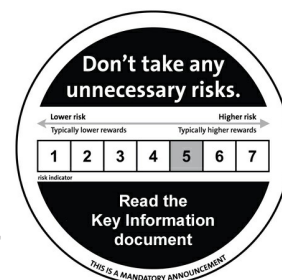 Don't take any
unnecessary risks.
Lower risk Higher risk
Typically lower rewards Typically higher rewards
1 2 3 4 5 6 7
risk indicator
Read the
Key Information
document
THIS IS A MANDATORY ANNOUNCEMENT